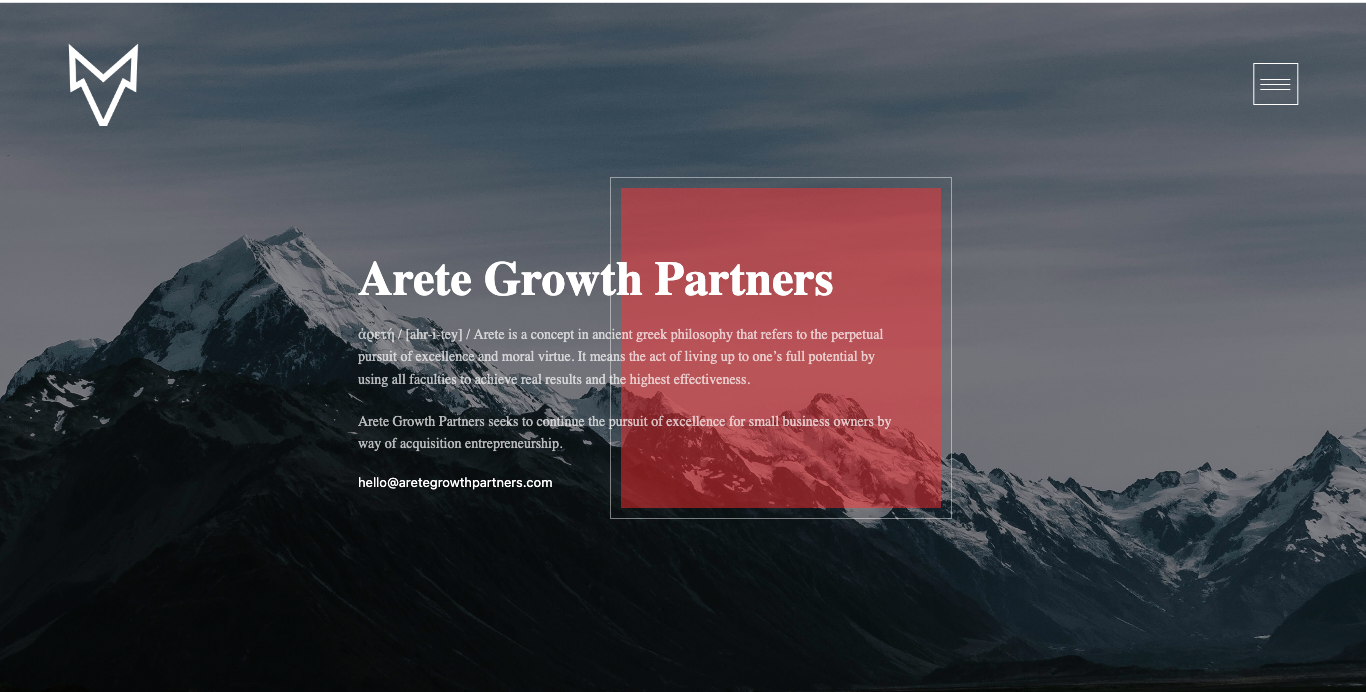 Arete Growth Partners
ἀρετή / [ahr-i-tey] / Arete is a concept in ancient greek philosophy that refers to the perpetual
pursuit of excellence and moral virtue. It means the act of living up to one’s full potential by
using all faculties to achieve real results and the highest effectiveness.
Arete Growth Partners seeks to continue the pursuit of excellence for small business owners by
way of acquisition entrepreneurship.
hello@aretegrowthpartners.com